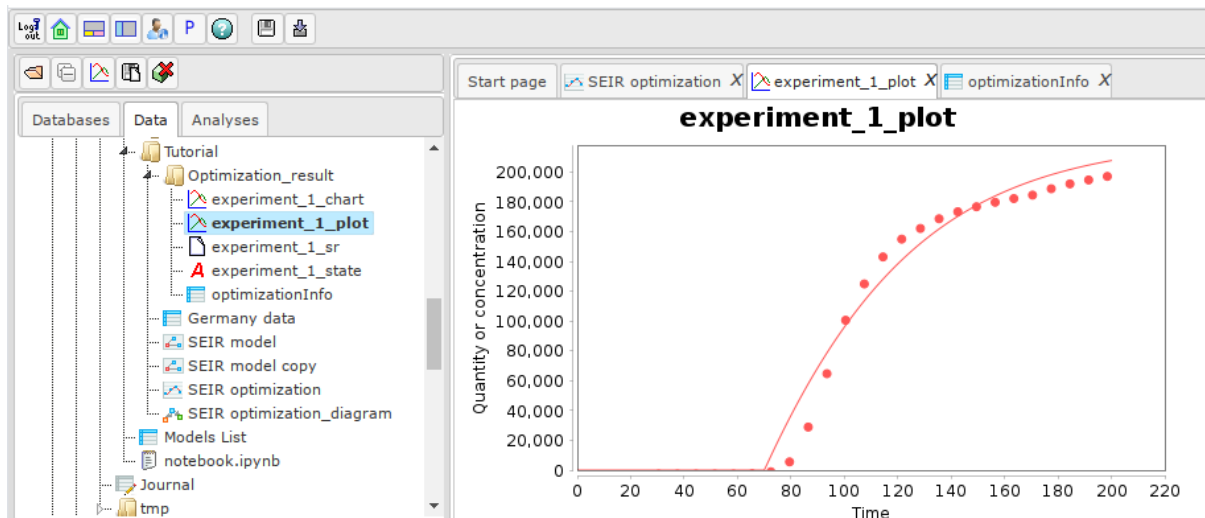 Log out P ?
Start page SEIR optimization X experiment_1_plot X optimizationInfo X
Databases Data Analyses
Tutorial
Optimization_result
experiment_1_chart
experiment_1_plot
experiment_1_sr
A experiment_1_state
optimizationInfo
Germany data
SEIR model
SEIR model copy
SEIR optimization
SEIR optimization_diagram
Models List
notebook.ipynb
Journal
tmp
experiment_1_plot
Quantity or concentration
200,000
180,000
160,000
140,000
120,000
100,000
80,000
60,000
40,000
20,000
0
0 20 40 60 80 100 120 140 160 180 200 220
Time